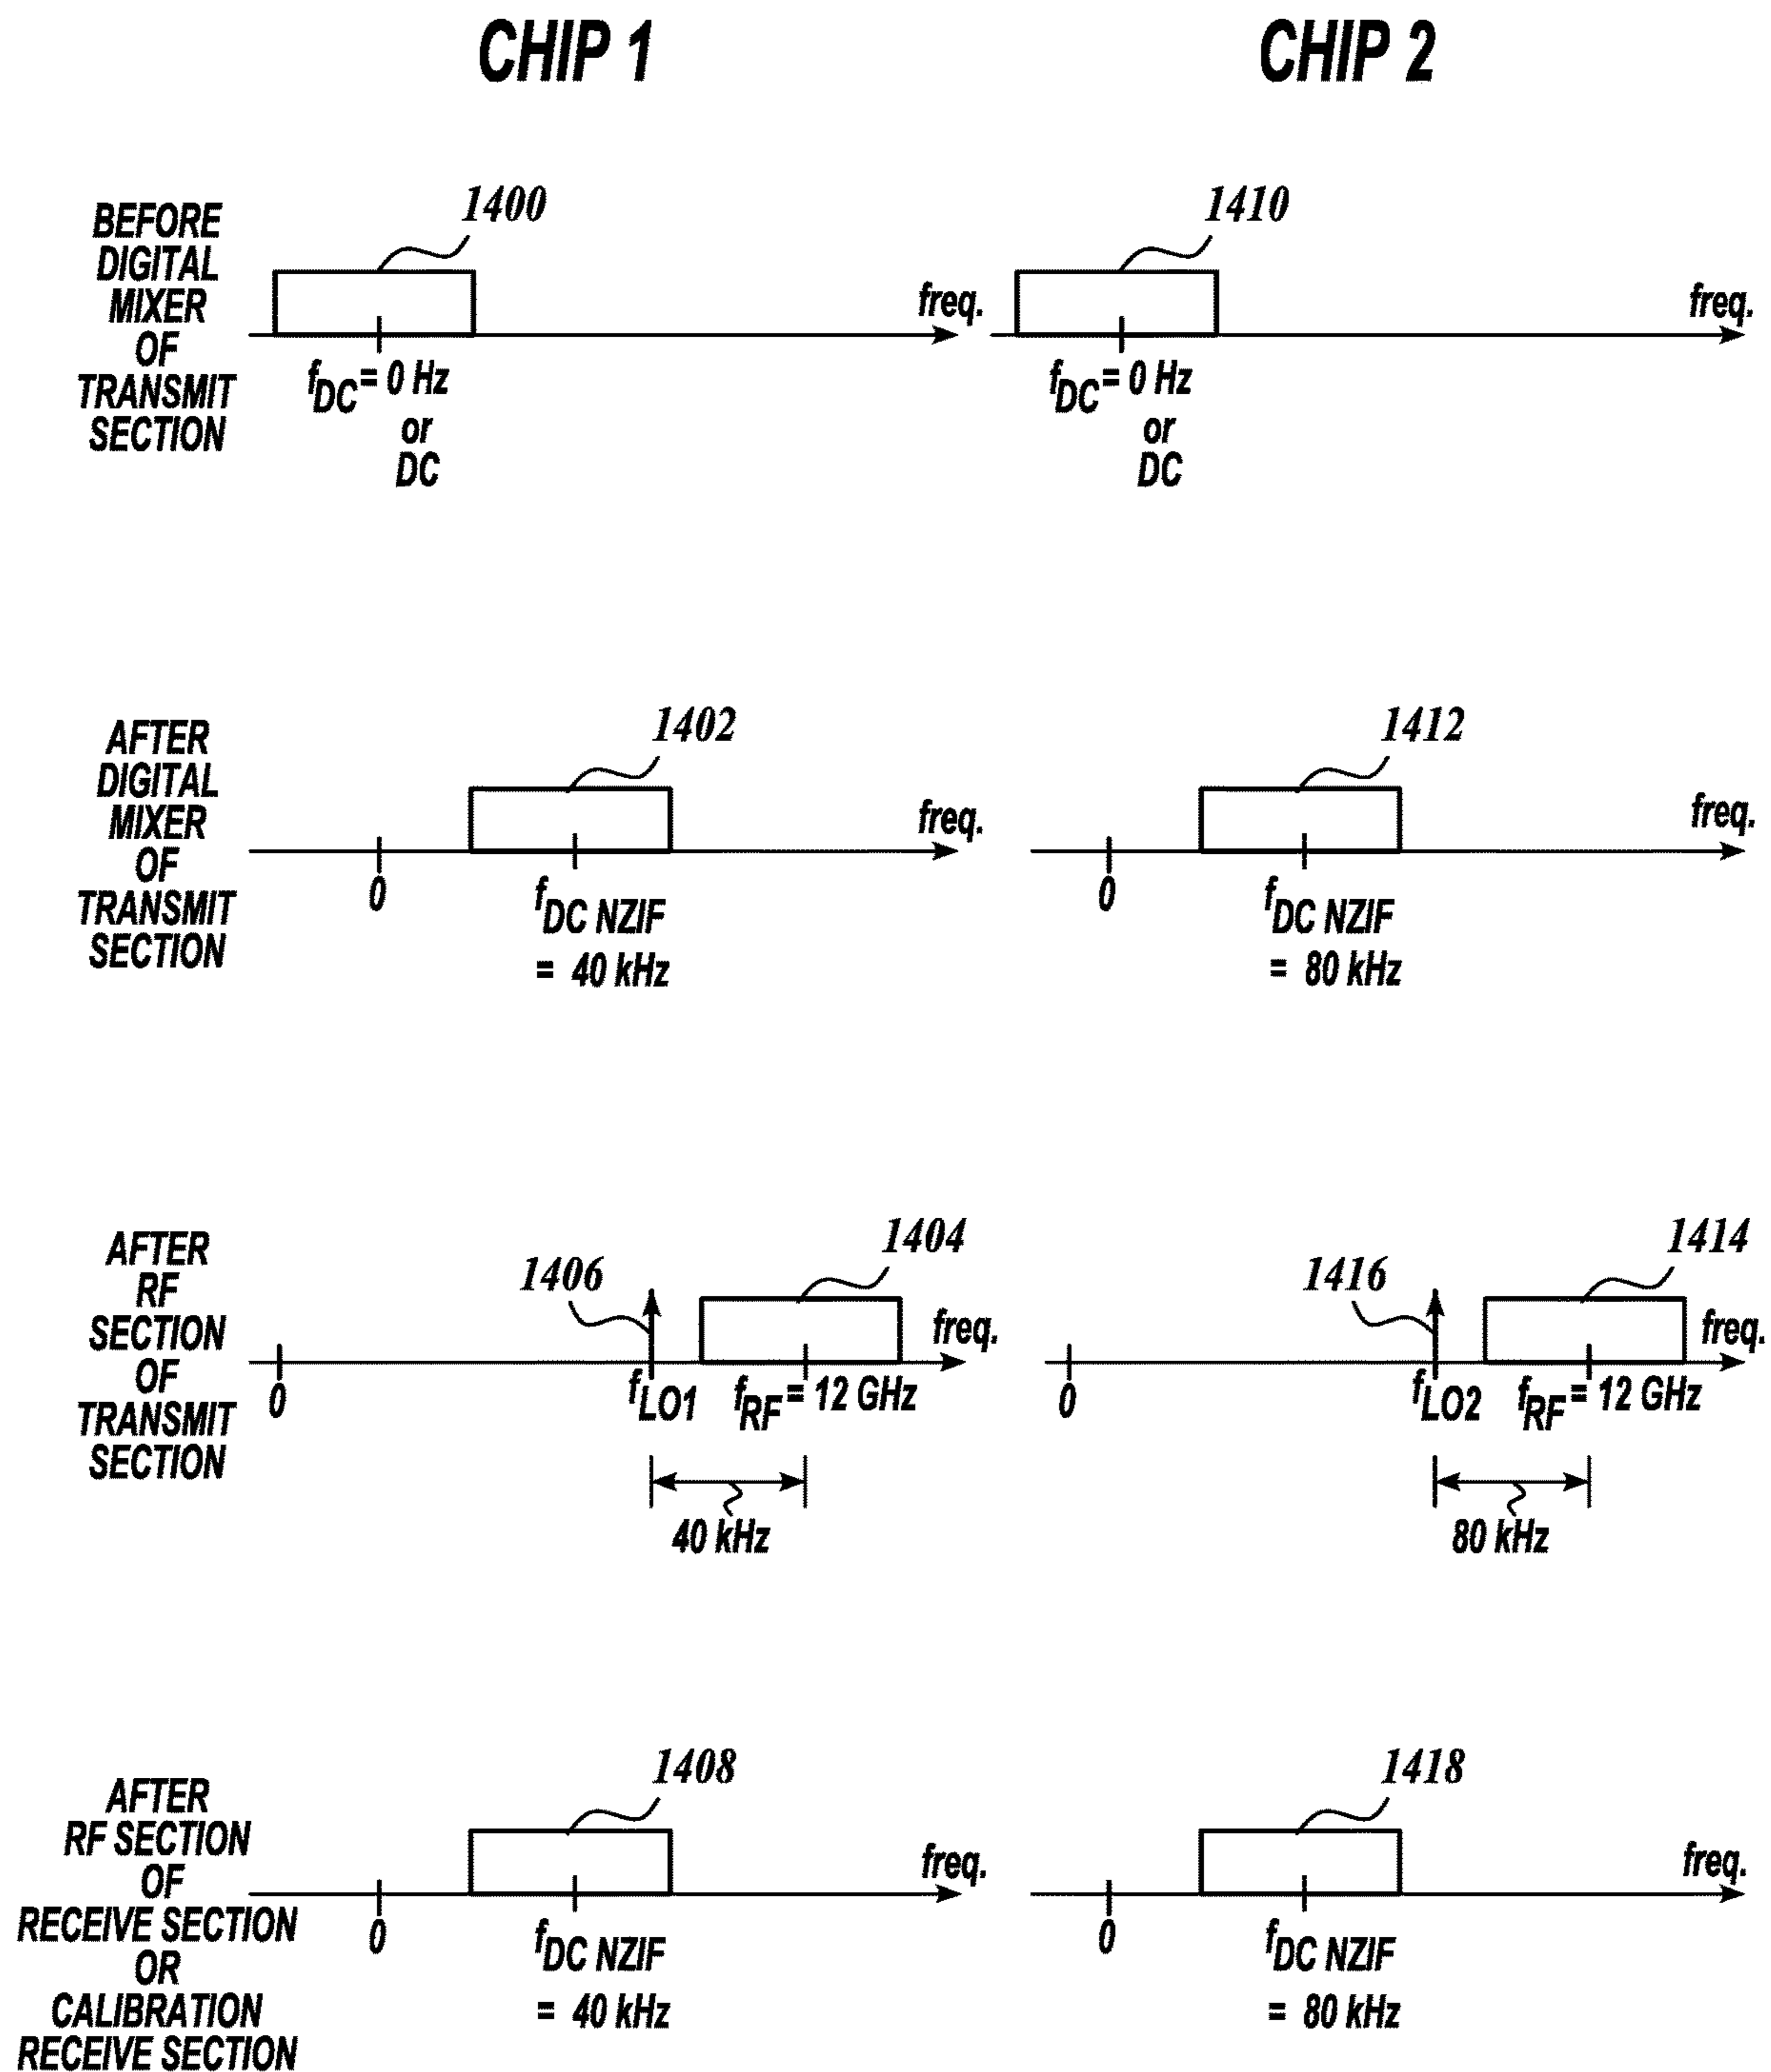 CHIP 1
CHIP 2
BEFORE
DIGITAL
MIXER
OF
TRANSMIT
SECTION
1400
freq.
fDC = 0 Hz
or
DC
1410
freq.
fDC = 0 Hz
or
DC
AFTER
DIGITAL
MIXER
OF
TRANSMIT
SECTION
1402
freq.
0
fDC NZIF
= 40 kHz
1412
freq.
0
fDC NZIF
= 80 kHz
AFTER
RF
SECTION
OF
TRANSMIT
SECTION
1406
1404
freq.
0
fLO1
fRF = 12 GHz
40 kHz
1416
1414
freq.
0
fLO2
fRF = 12 GHz
80 kHz
AFTER
RF SECTION
OF
RECEIVE SECTION
OR
CALIBRATION
RECEIVE SECTION
1408
freq.
0
fDC NZIF
= 40 kHz
1418
freq.
0
fDC NZIF
= 80 kHz